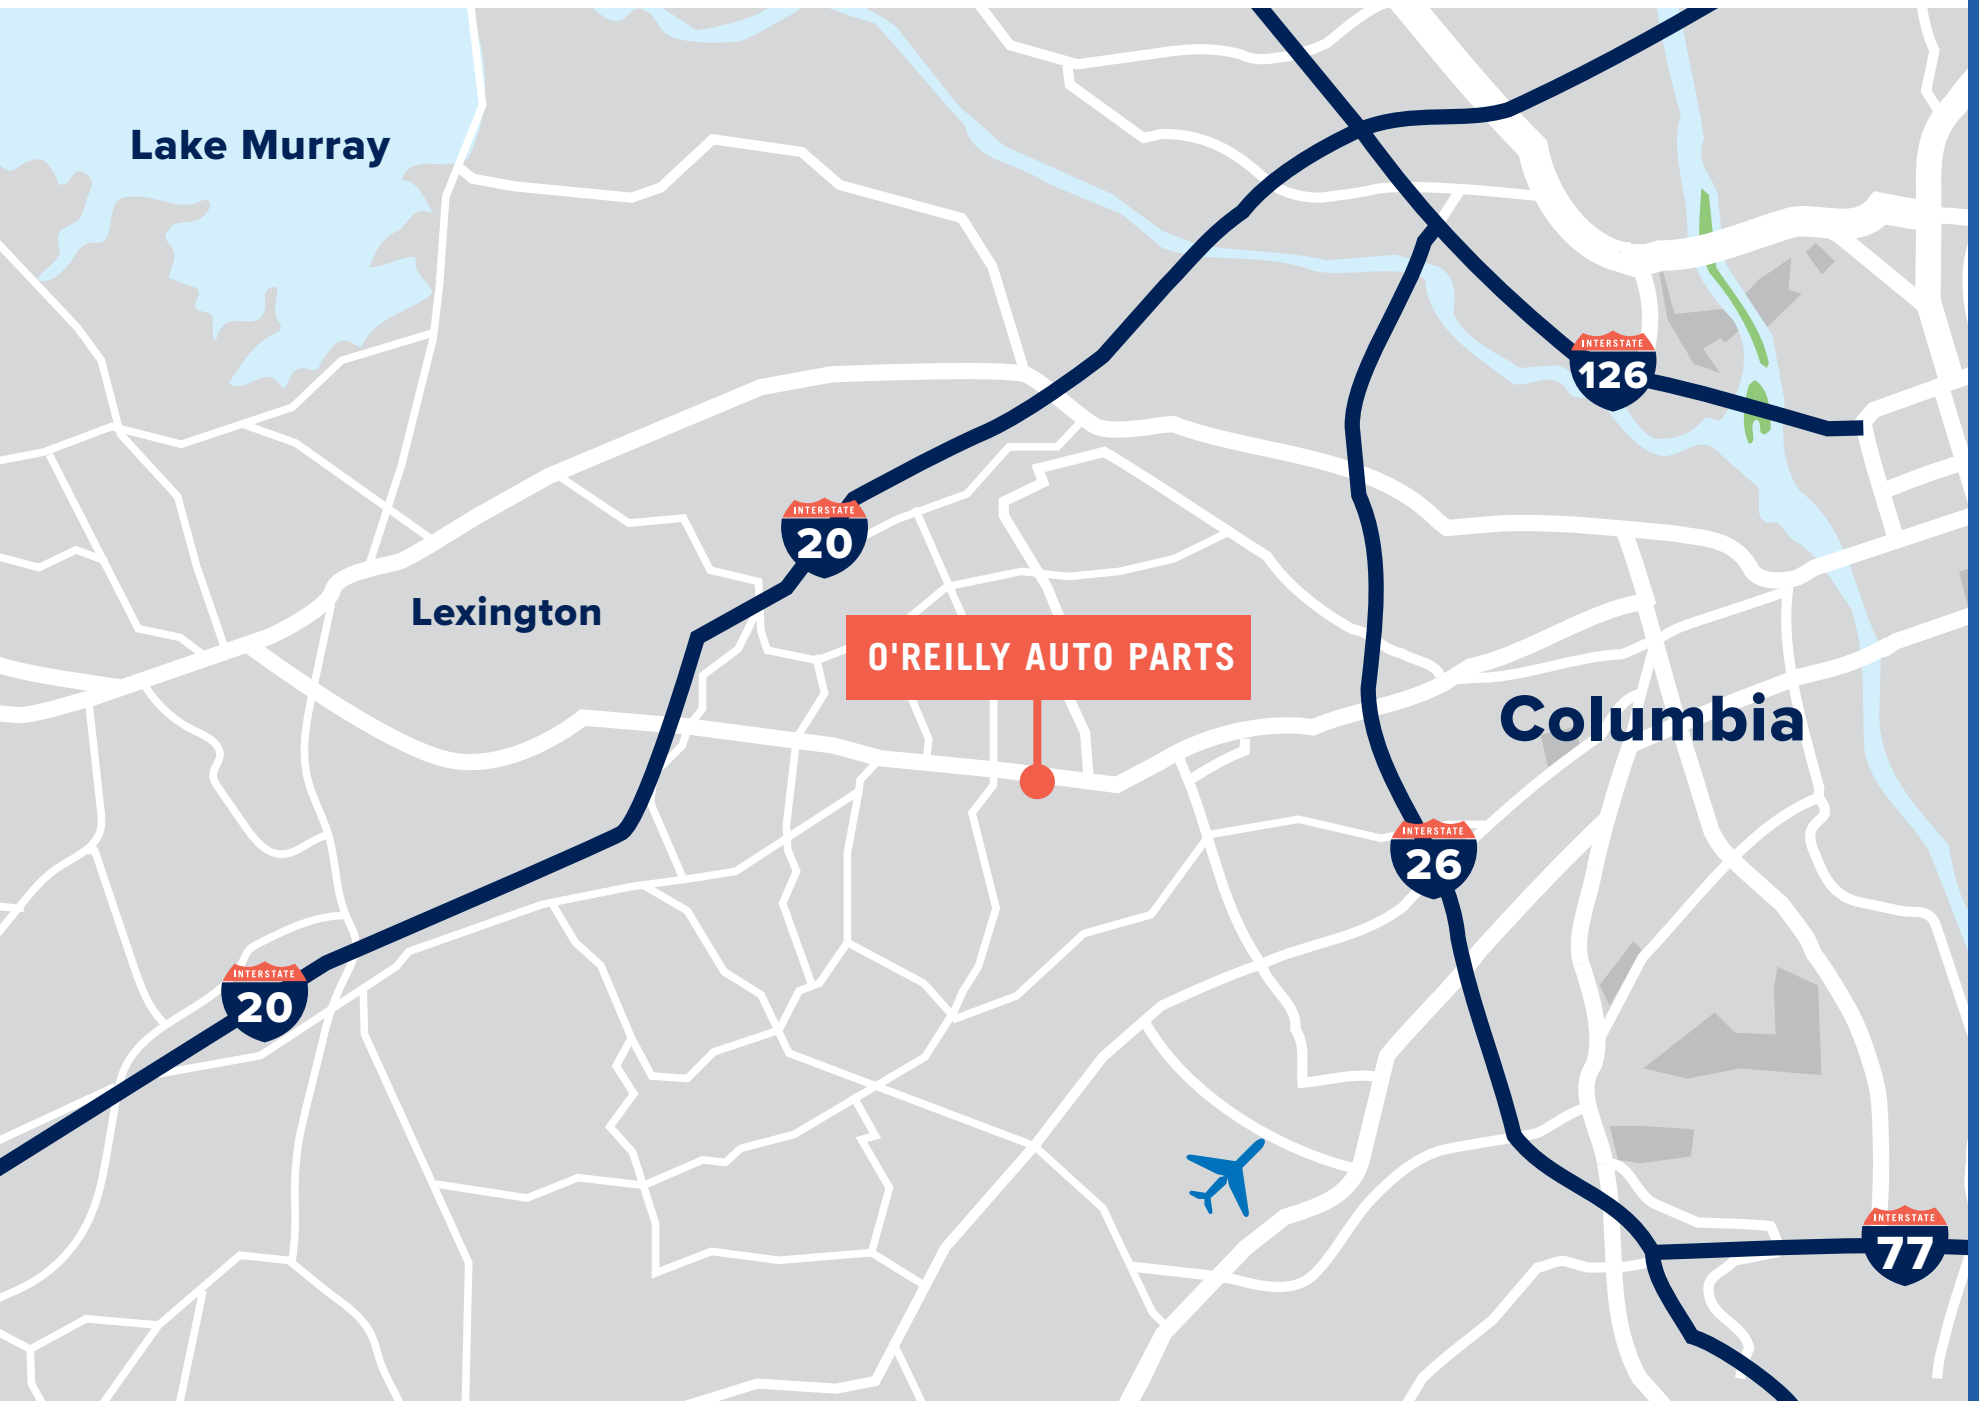 Lake Murray
INTERSTATE
126
INTERSTATE
20
Lexington
O'REILLY AUTO PARTS
Columbia
INTERSTATE
26
INTERSTATE
20
INTERSTATE
77